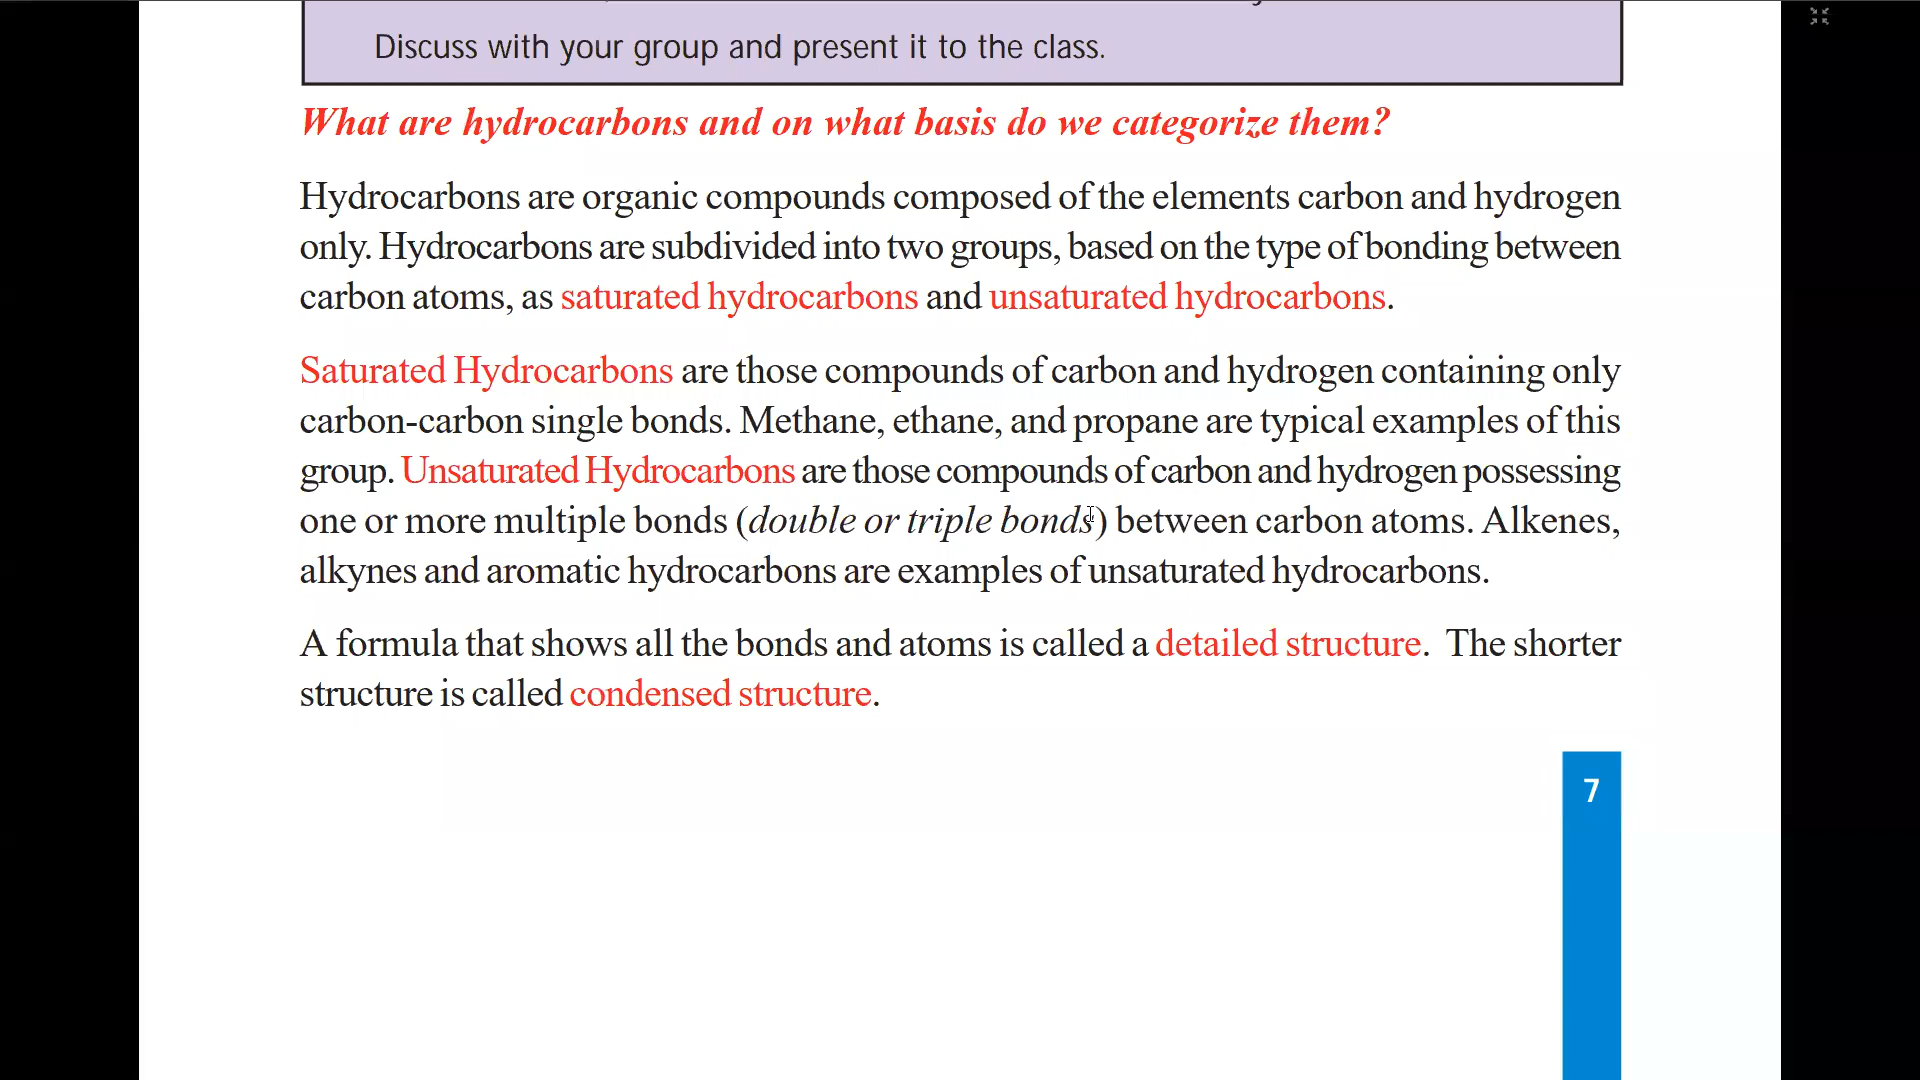 Discuss with your group and present it to the class.
What are hydrocarbons and on what basis do we categorize them?
Hydrocarbons are organic compounds composed of the elements carbon and hydrogen
only. Hydrocarbons are subdivided into two groups, based on the type of bonding between
carbon atoms, as saturated hydrocarbons and unsaturated hydrocarbons.
Saturated Hydrocarbons are those compounds of carbon and hydrogen containing only
carbon-carbon single bonds. Methane, ethane, and propane are typical examples of this
group. Unsaturated Hydrocarbons are those compounds of carbon and hydrogen possessing
one or more multiple bonds (double or triple bonds) between carbon atoms. Alkenes,
alkynes and aromatic hydrocarbons are examples of unsaturated hydrocarbons.
A formula that shows all the bonds and atoms is called a detailed structure. The shorter
structure is called condensed structure.
7